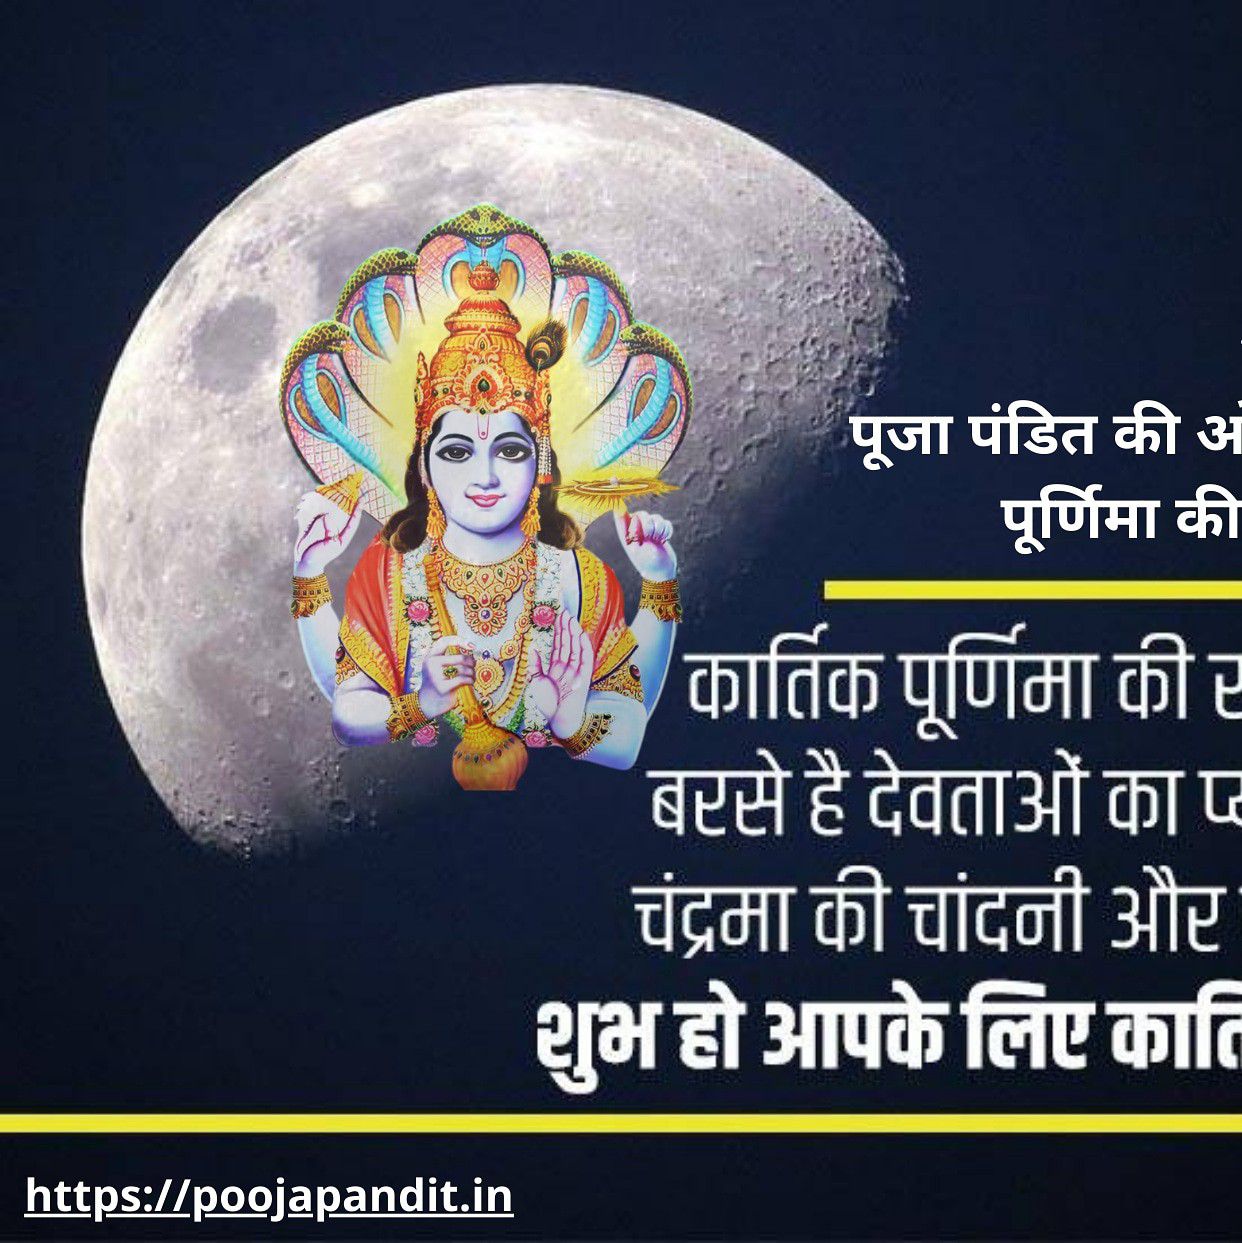 पूजा पंडित की
पूर्णिमा की
कार्तिक पूर्णिमा की
बरसे है देवताओं का
चंद्रमा की चांदनी और
शुभ हो आपके लिए
https://poojapandit.in